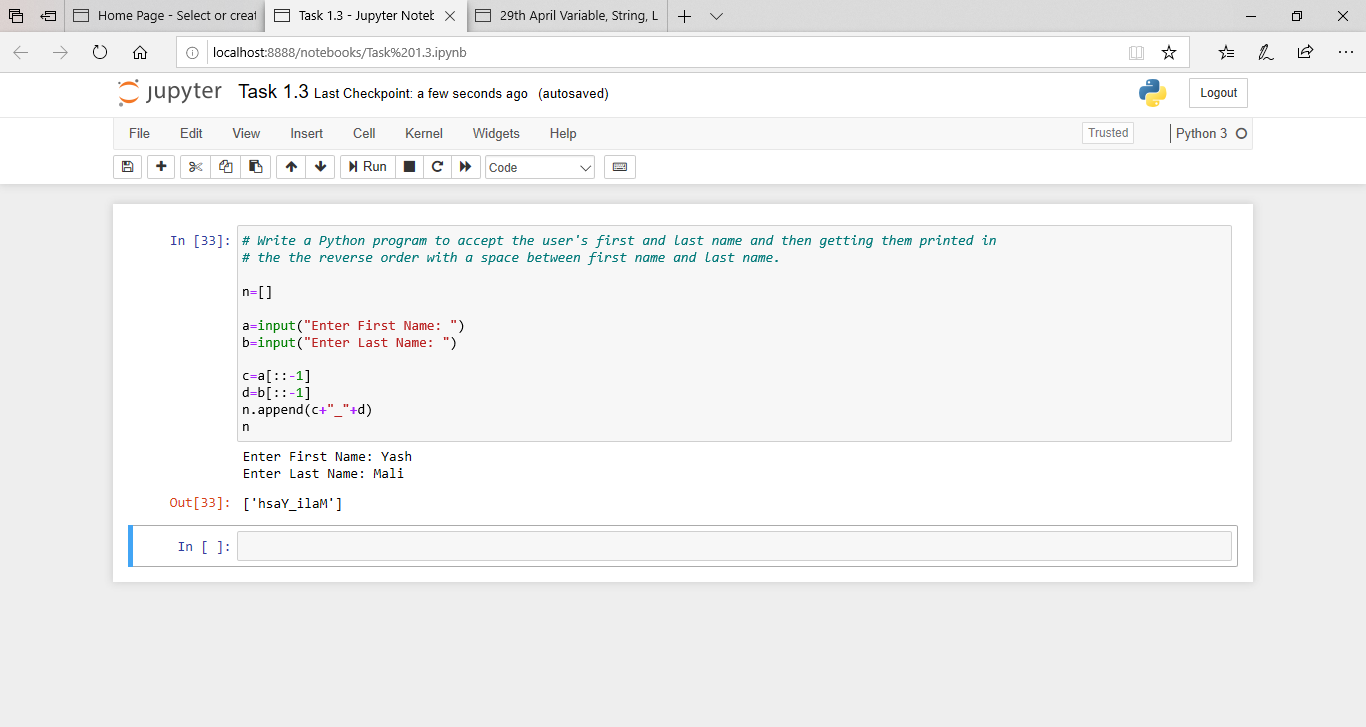 Home Page - Select or creat
Task 1.3 - Jupyter Noteb
29th April Variable, String, L
localhost:8888/notebooks/Task%201.3.ipynb
jupyter Task 1.3 Last Checkpoint: a few seconds ago (autosaved)
Logout
File Edit View Insert Cell Kernel Widgets Help
Trusted
Python 3
Run
Code
In [33]: # Write a Python program to accept the user's first and last name and then getting them printed in
# the the reverse order with a space between first name and last name.
n=[]
a=input("Enter First Name: ")
b=input("Enter Last Name: ")
c=a[::-1]
d=b[::-1]
n.append(c+"_"+d)
n
Enter First Name: Yash
Enter Last Name: Mali
Out[33]: ['hsaY_ilaM']
In [ ]: